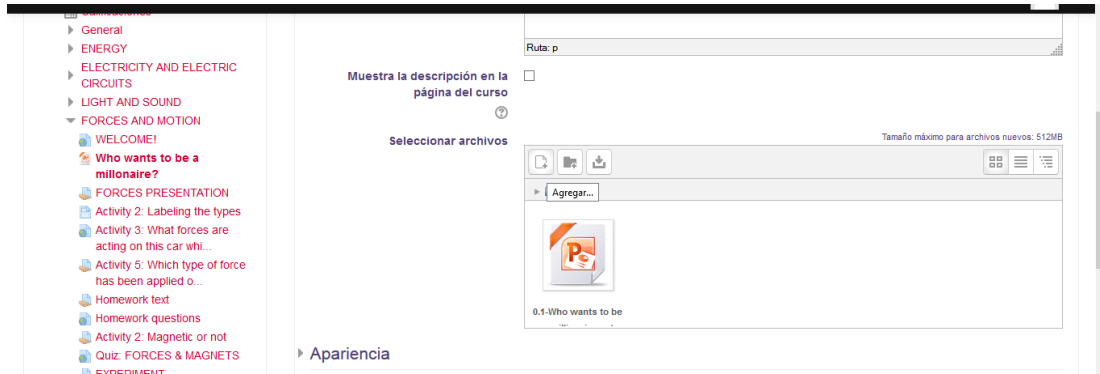 Calificaciones
General
ENERGY
ELECTRICITY AND ELECTRIC
CIRCUITS
LIGHT AND SOUND
FORCES AND MOTION
WELCOME!
Who wants to be a
millonaire?
FORCES PRESENTATION
Activity 2: Labeling the types
Activity 3: What forces are
acting on this car whi...
Activity 5: Which type of force
has been applied o...
Homework text
Homework questions
Activity 2: Magnetic or not
Quiz: FORCES & MAGNETS
EXPERIMENT
Ruta: p
Muestra la descripción en la
página del curso
Seleccionar archivos
Tamaño máximo para archivos nuevos: 512MB
Agregar...
0.1-Who wants to be
Apariencia